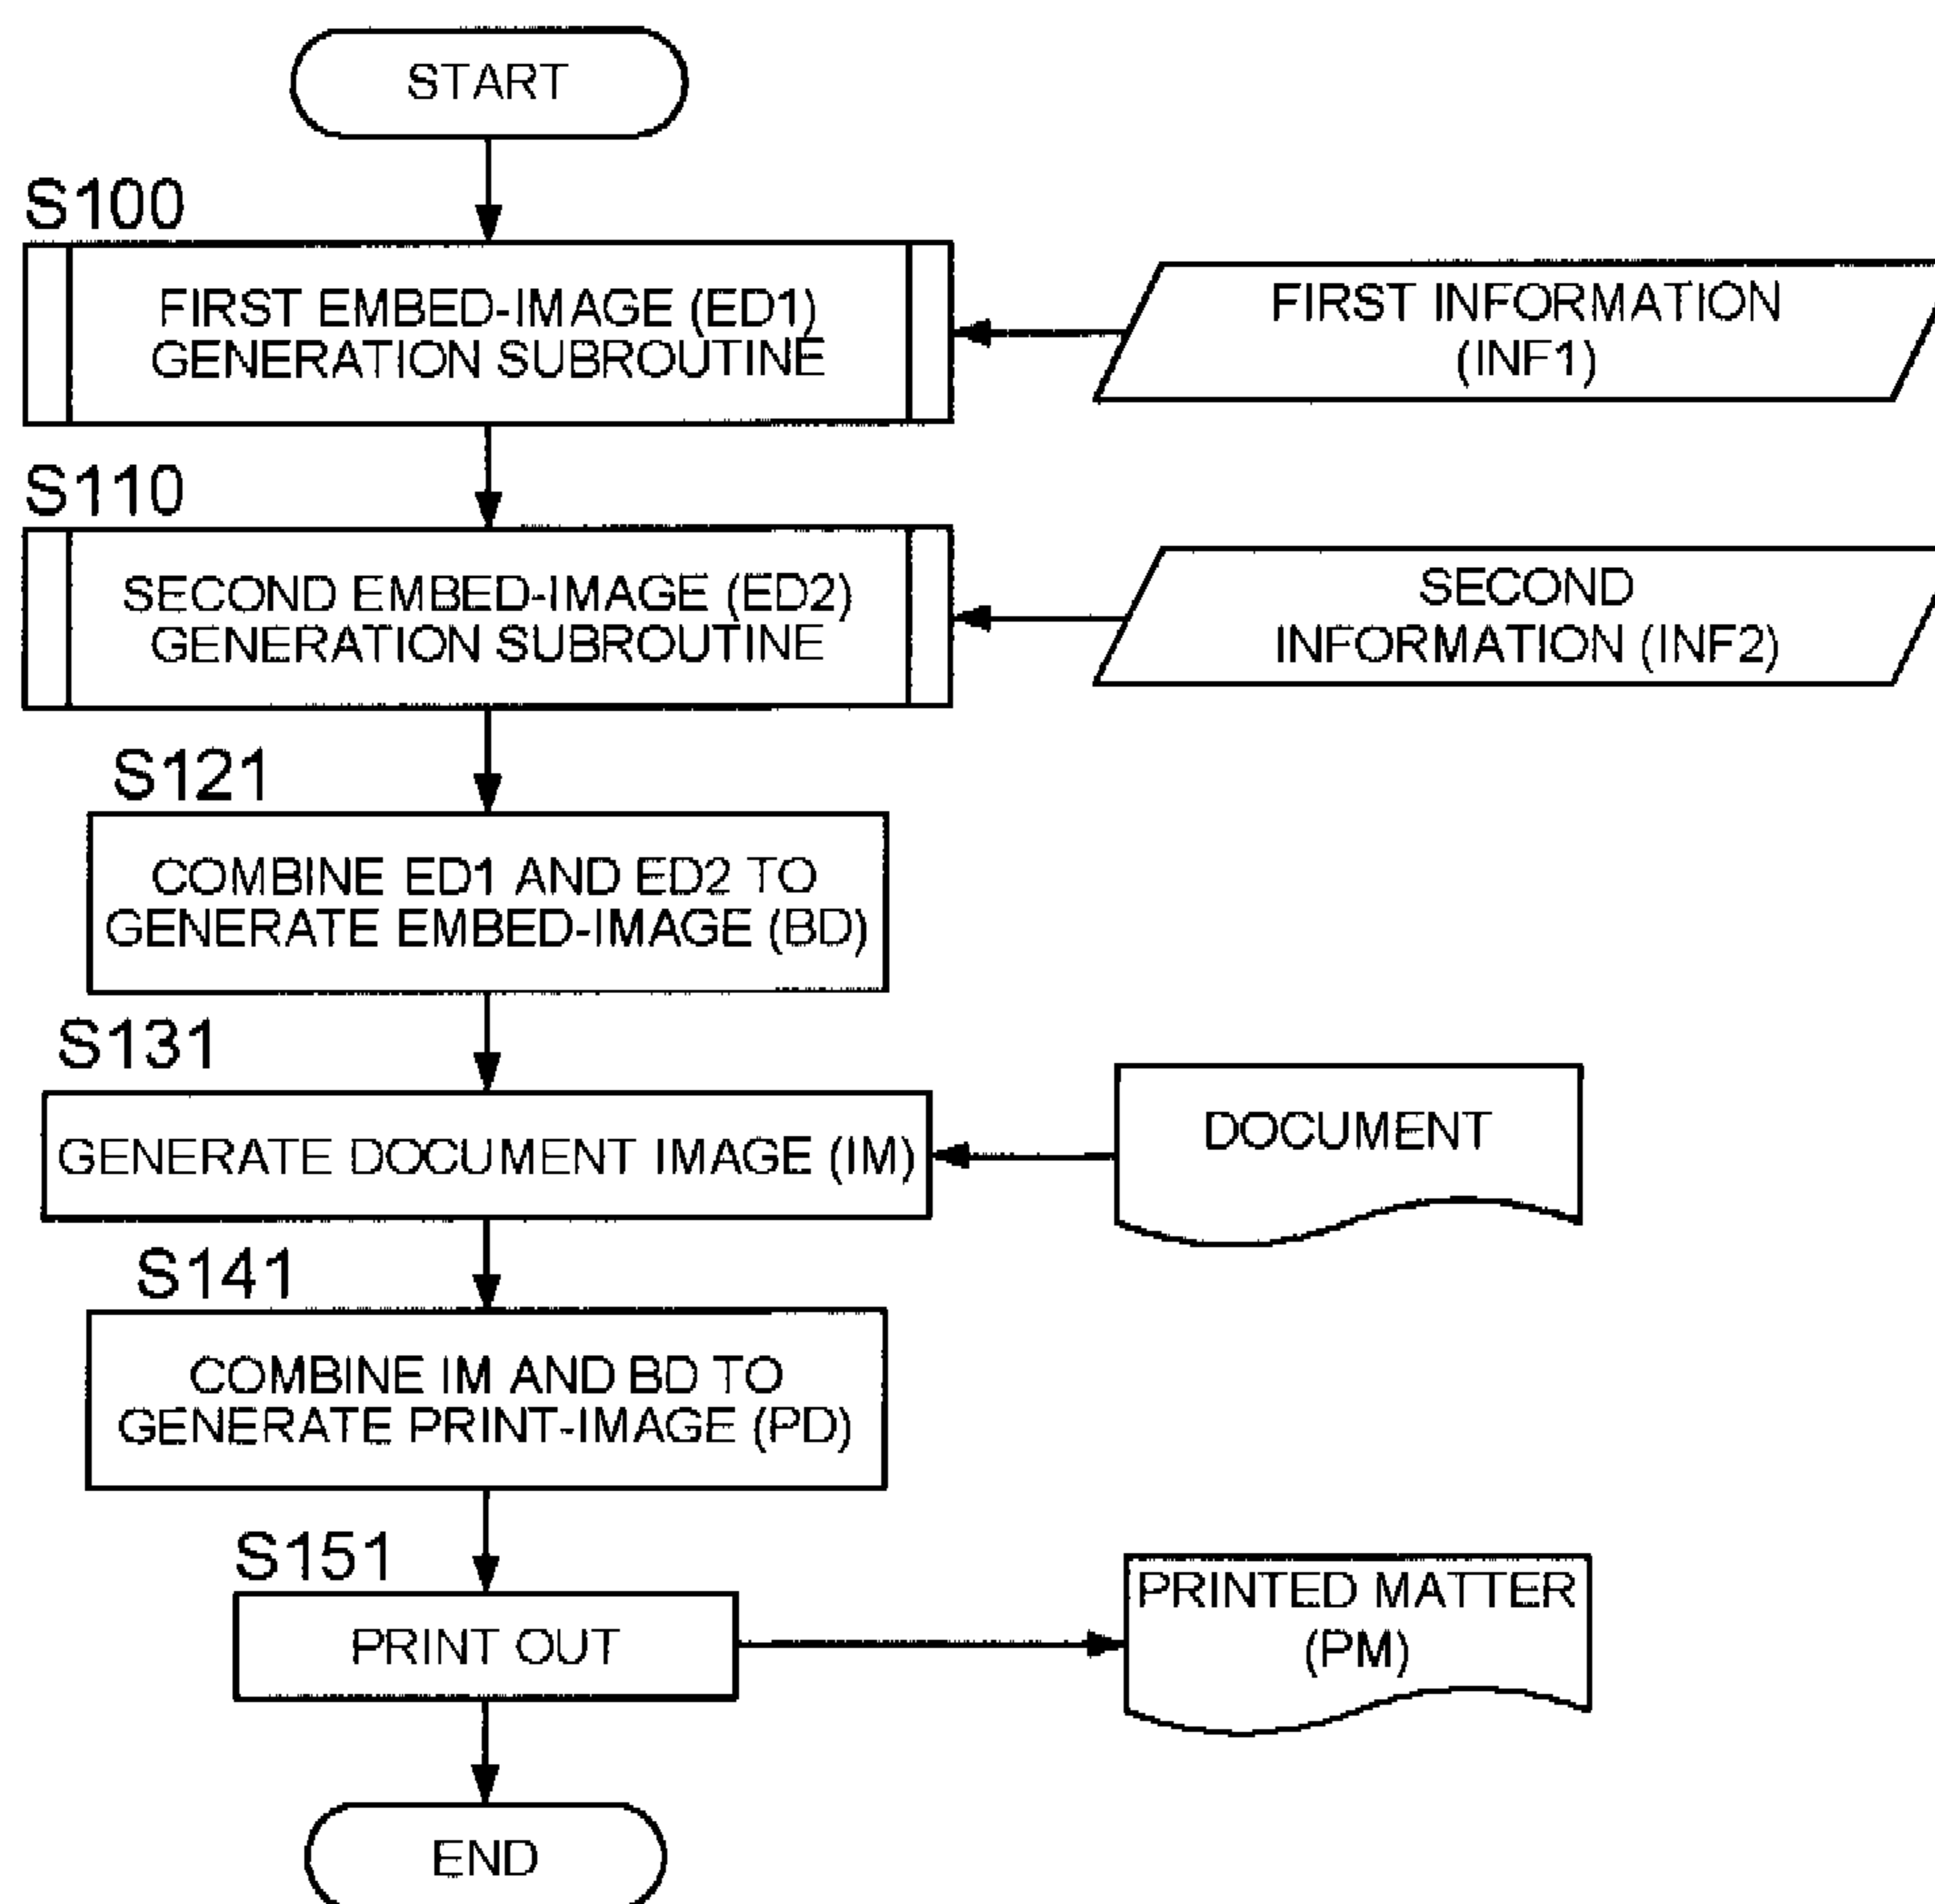 START
S100
FIRST EMBED-IMAGE (ED1)
GENERATION SUBROUTINE
FIRST INFORMATION
(INF1)
S110
SECOND EMBED-IMAGE (ED2)
GENERATION SUBROUTINE
SECOND
INFORMATION (INF2)
S121
COMBINE ED1 AND ED2 TO
GENERATE EMBED-IMAGE (BD)
S131
GENERATE DOCUMENT IMAGE (IM)
DOCUMENT
S141
COMBINE IM AND BD TO
GENERATE PRINT-IMAGE (PD)
S151
PRINT OUT
PRINTED MATTER
(PM)
END